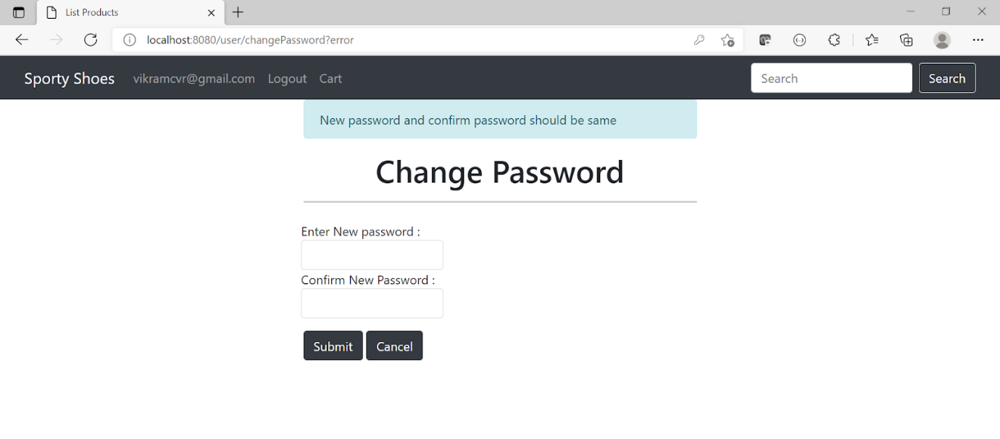 List Products
localhost:8080/user/changePassword?error
Sporty Shoes vikramcvr@gmail.com Logout Cart Search Search
New password and confirm password should be same
Change Password
Enter New password :
Confirm New Password :
Submit Cancel